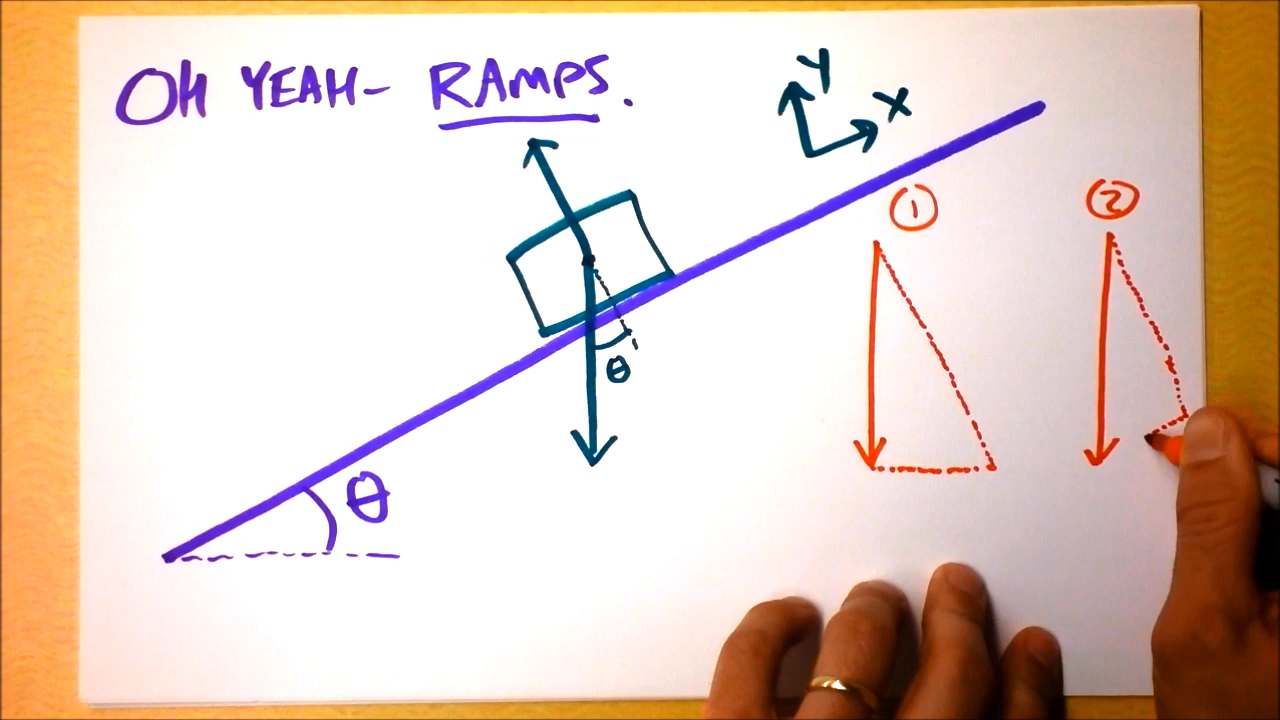 OH YEAH- RAMPS.
Y
X
①
②
θ
θ